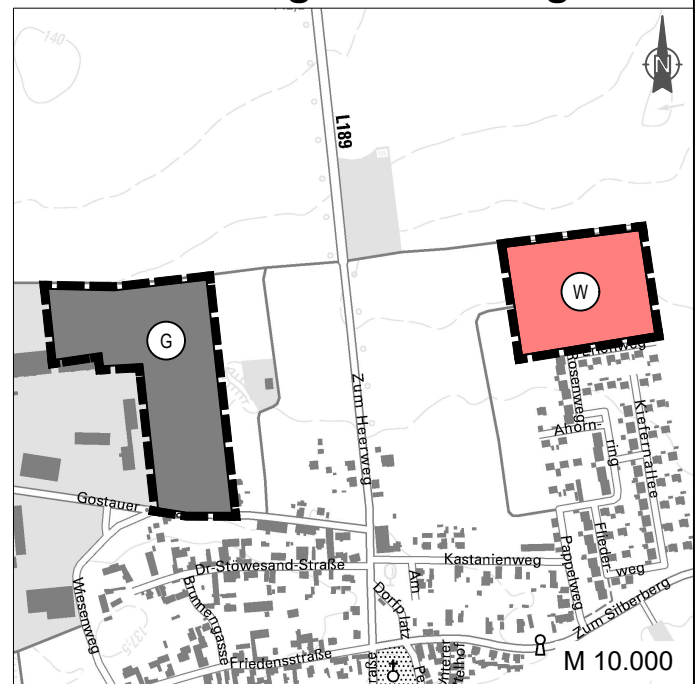 140
N
L189
W
G
Erlenweg
Rosenweg
Zum Heerweg
Ahorn-
ring
Kiefernallee
Gostauer
Kastanienweg
Dr-Stöwesand-Straße
Am
Dorfplatz
Pappelweg
Flieder-
weg
Wiesenweg
Brunnengasse
Zum Silberberg
Friedensstraße
M 10.000